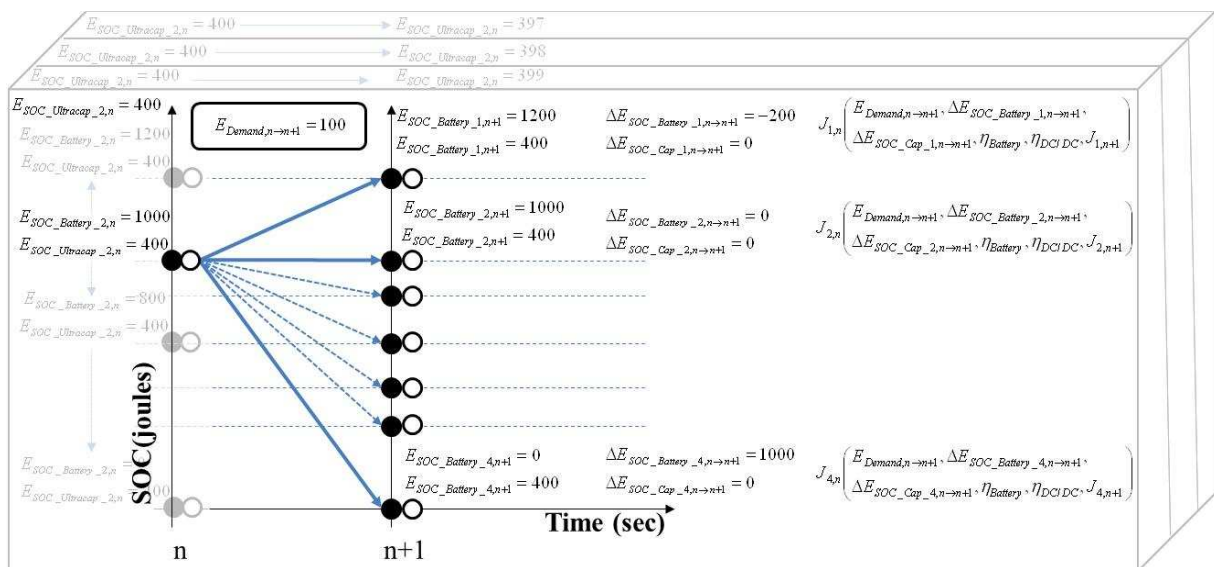 E_SOC_Ultracap_2,n = 400 E_SOC_Ultracap_2,n = 397
E_SOC_Ultracap_2,n = 400 E_SOC_Ultracap_2,n = 398
E_SOC_Ultracap_2,n = 400 E_SOC_Ultracap_2,n = 399
E_SOC_Ultracap_2,n = 400
E_Demand,n→n+1 = 100
E_SOC_Battery_2,n = 1200
E_SOC_Ultracap_2,n = 400
E_SOC_Battery_1,n+1 = 1200 ΔE_SOC_Battery_1,n→n+1 = −200
E_SOC_Battery_1,n+1 = 400 ΔE_SOC_Cap_1,n→n+1 = 0
J_1,n (E_Demand,n→n+1, ΔE_SOC_Battery_1,n→n+1,
ΔE_SOC_Cap_1,n→n+1, η_Battery, η_DC/DC, J_1,n+1)
E_SOC_Battery_2,n = 1000
E_SOC_Ultracap_2,n = 400
E_SOC_Battery_2,n+1 = 1000 ΔE_SOC_Battery_2,n→n+1 = 0
E_SOC_Battery_2,n+1 = 400 ΔE_SOC_Cap_2,n→n+1 = 0
J_2,n (E_Demand,n→n+1, ΔE_SOC_Battery_2,n→n+1,
ΔE_SOC_Cap_2,n→n+1, η_Battery, η_DC/DC, J_2,n+1)
E_SOC_Battery_2,n = 800
E_SOC_Ultracap_2,n = 400
SOC(joules)
E_SOC_Battery_2,n =
E_SOC_Ultracap_2,n =
E_SOC_Battery_4,n+1 = 0 ΔE_SOC_Battery_4,n→n+1 = 1000
E_SOC_Battery_4,n+1 = 400 ΔE_SOC_Cap_4,n→n+1 = 0
J_4,n (E_Demand,n→n+1, ΔE_SOC_Battery_4,n→n+1,
ΔE_SOC_Cap_4,n→n+1, η_Battery, η_DC/DC, J_4,n+1)
Time (sec)
n n+1